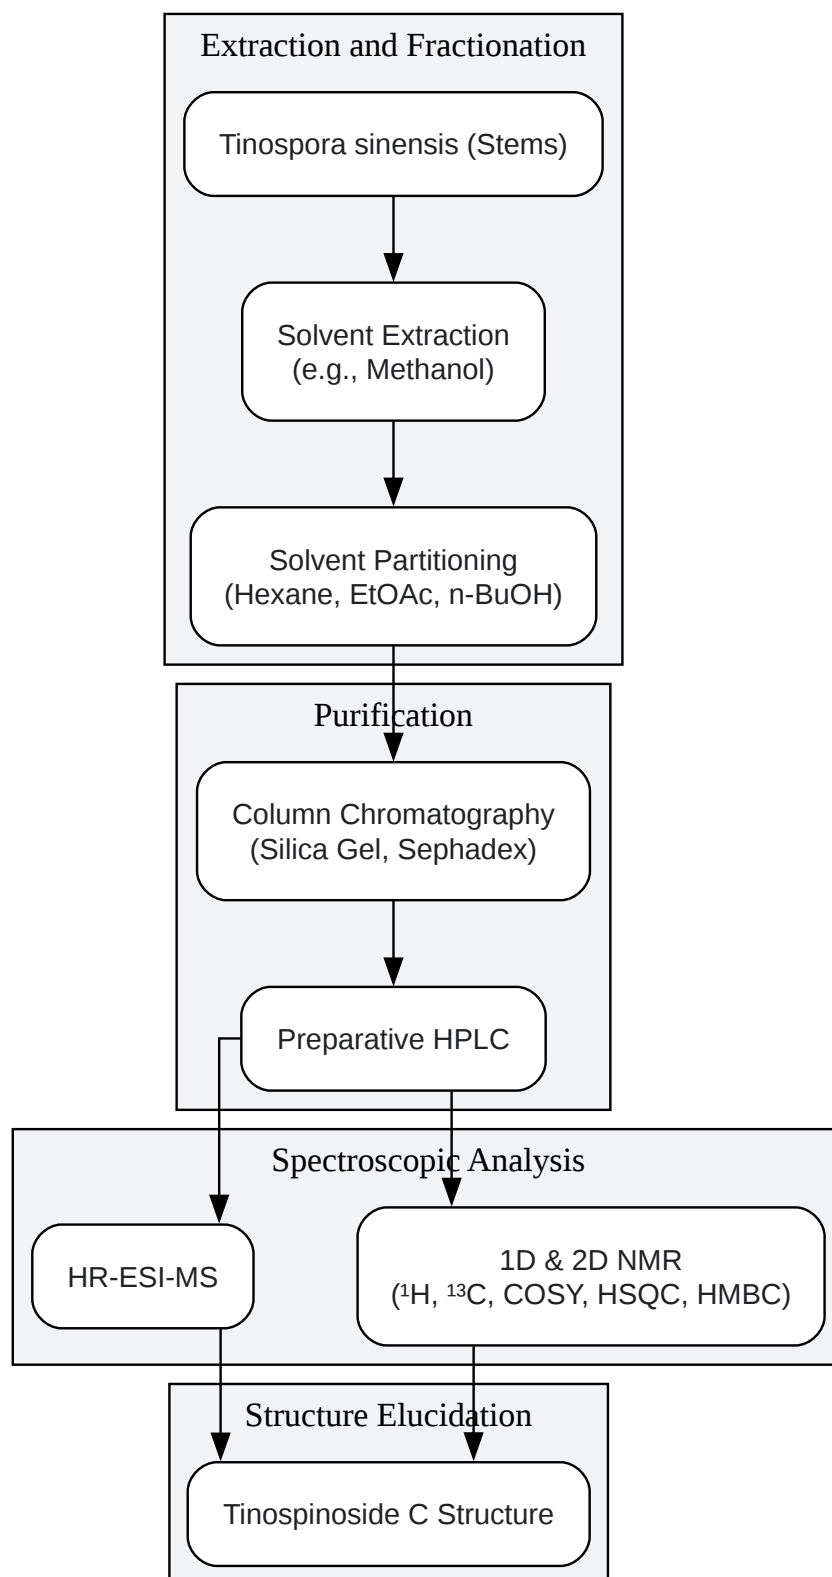 Extraction and Fractionation
Tinospora sinensis (Stems)
Solvent Extraction
(e.g., Methanol)
Solvent Partitioning
(Hexane, EtOAc, n-BuOH)
Purification
Column Chromatography
(Silica Gel, Sephadex)
Preparative HPLC
Spectroscopic Analysis
HR-ESI-MS
1D & 2D NMR
(¹H, ¹³C, COSY, HSQC, HMBC)
Structure Elucidation
Tinospinoside C Structure